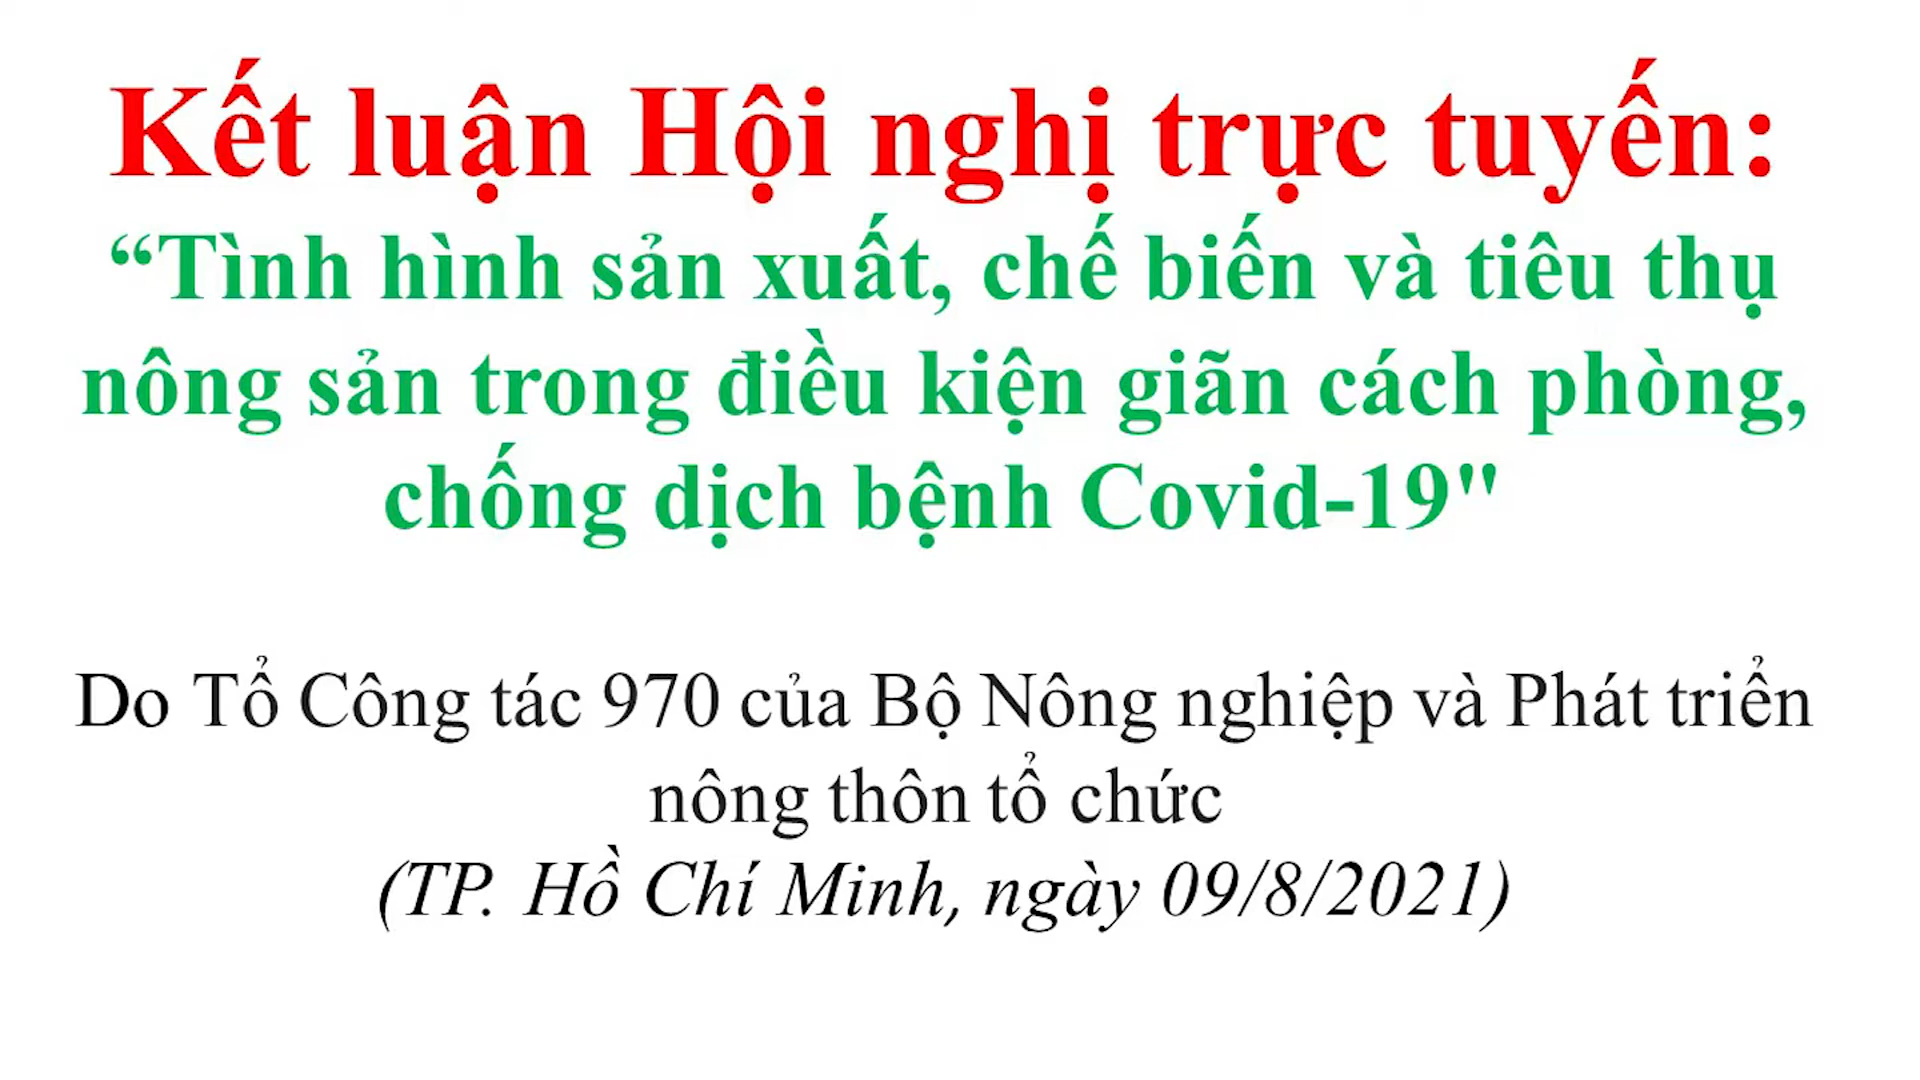 Kết luận Hội nghị trực tuyến:
“Tình hình sản xuất, chế biến và tiêu thụ
nông sản trong điều kiện giãn cách phòng,
chống dịch bệnh Covid-19"
Do Tổ Công tác 970 của Bộ Nông nghiệp và Phát triển
nông thôn tổ chức
(TP. Hồ Chí Minh, ngày 09/8/2021)